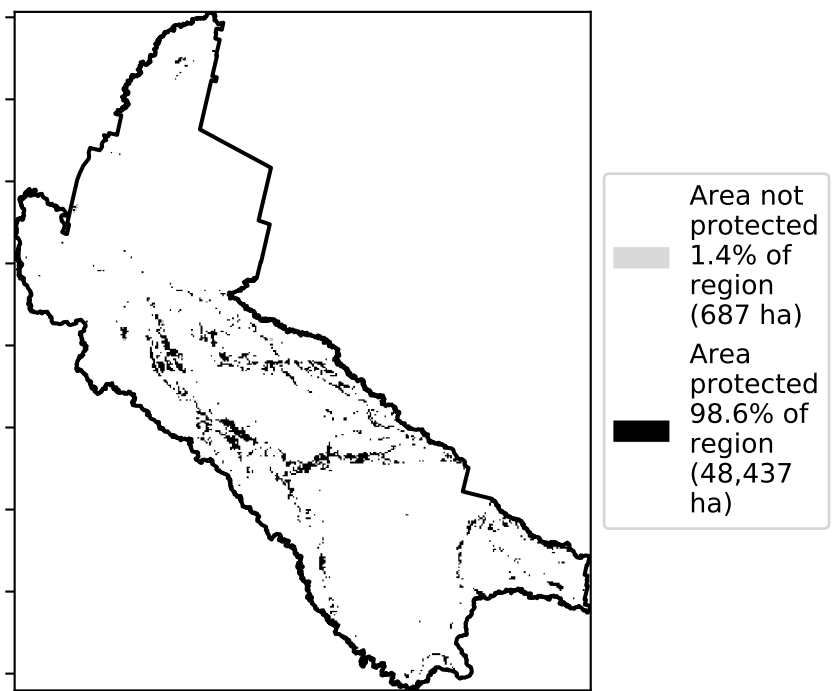 Area not
protected
1.4% of
region
(687 ha)
Area
protected
98.6% of
region
(48,437
ha)